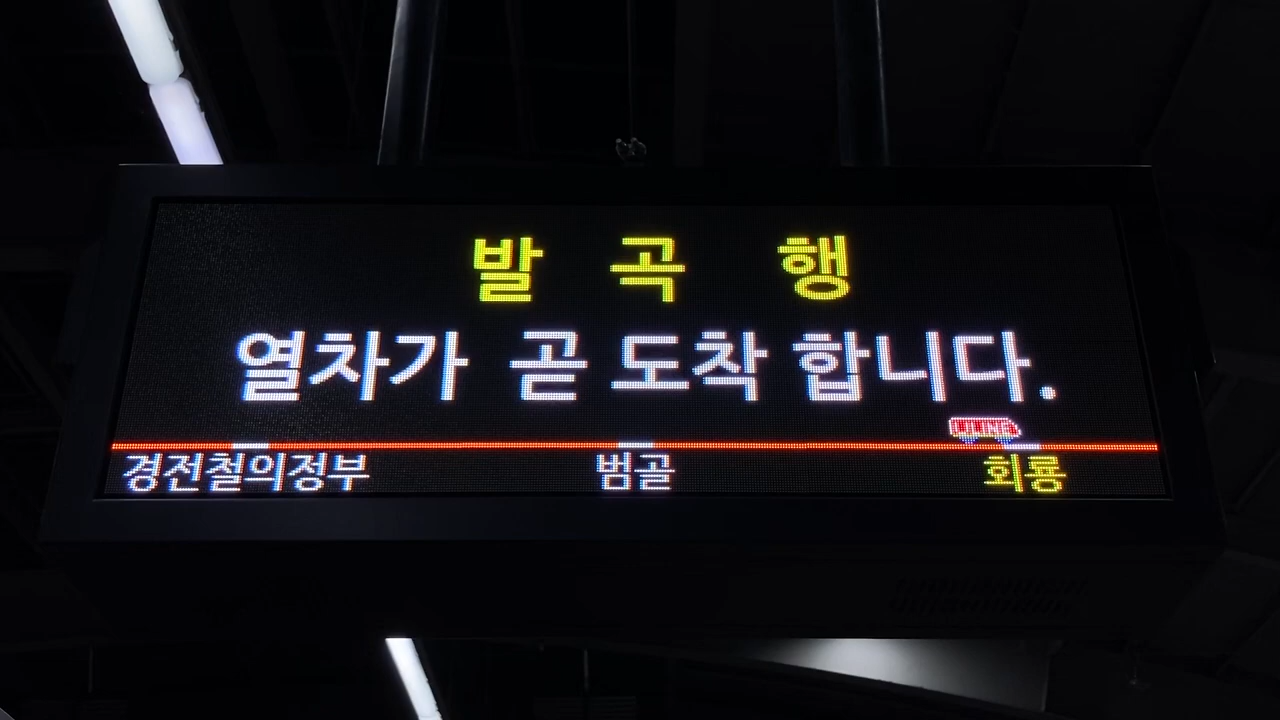 발 곡 행
열차가 곧 도착 합니다.
경전철의정부 범골 회룡